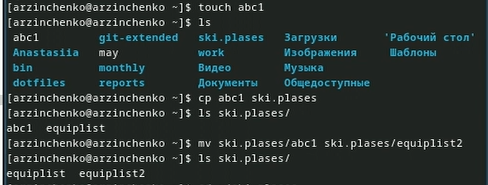 [arzinchenko@arzinchenko ~]$ touch abc1
[arzinchenko@arzinchenko ~]$ ls
abc1 git-extended ski.plases Загрузки 'Рабочий стол'
Anastasiia may work Изображения Шаблоны
bin monthly Видео Музыка
dotfiles reports Документы Общедоступные
[arzinchenko@arzinchenko ~]$ cp abc1 ski.plases
[arzinchenko@arzinchenko ~]$ ls ski.plases/
abc1 equiplist
[arzinchenko@arzinchenko ~]$ mv ski.plases/abc1 ski.plases/equiplist2
[arzinchenko@arzinchenko ~]$ ls ski.plases/
equiplist equiplist2